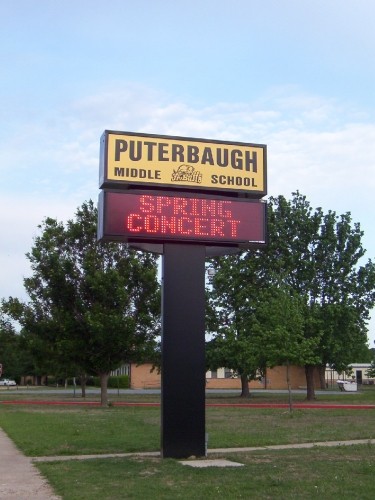 PUTERBAUGH
MIDDLE SCHOOL
SPRING
CONCERT